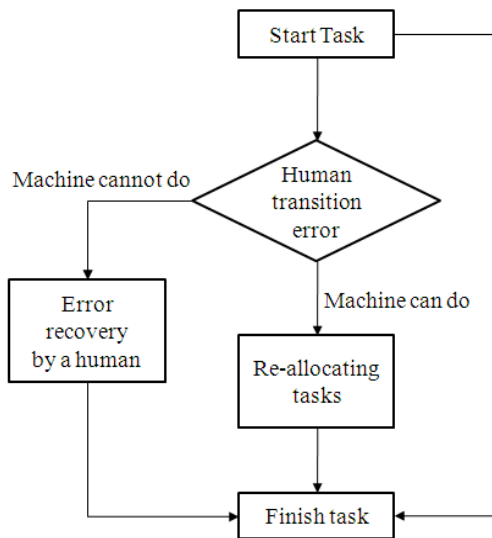 Start Task
Machine cannot do
Human
transition
error
Error
recovery
by a human
Machine can do
Re-allocating
tasks
Finish task